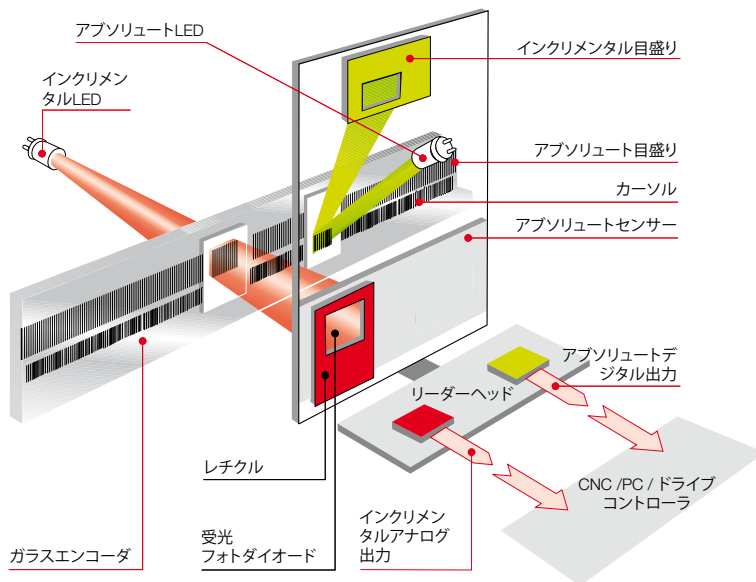 アブソリュートLED
インクリメンタル目盛り
インクリメン
タルLED
アブソリュート目盛り
カーソル
アブソリュートセンサー
アブソリュートデ
ジタル出力
リーダーヘッド
レチクル
CNC /PC / ドライブ
コントローラ
インクリメン
タルアナログ
出力
受光
フォトダイオード
ガラスエンコーダ